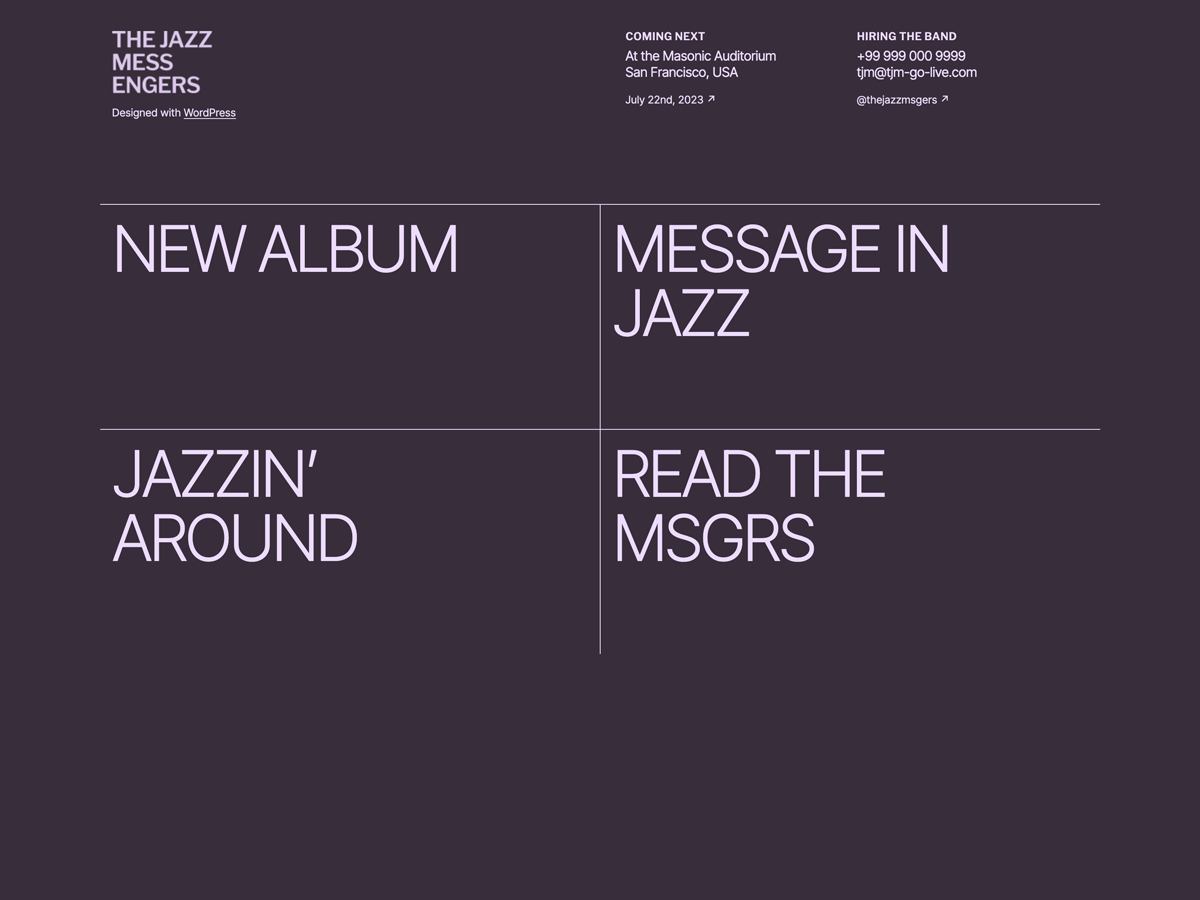 THE JAZZ
MESS
ENGERS
Designed with WordPress
COMING NEXT
At the Masonic Auditorium
San Francisco, USA
July 22nd, 2023 ↗
HIRING THE BAND
+99 999 000 9999
tjm@tjm-go-live.com
@thejazzmsgers ↗
NEW ALBUM
MESSAGE IN
JAZZ
JAZZIN’
AROUND
READ THE
MSGRS